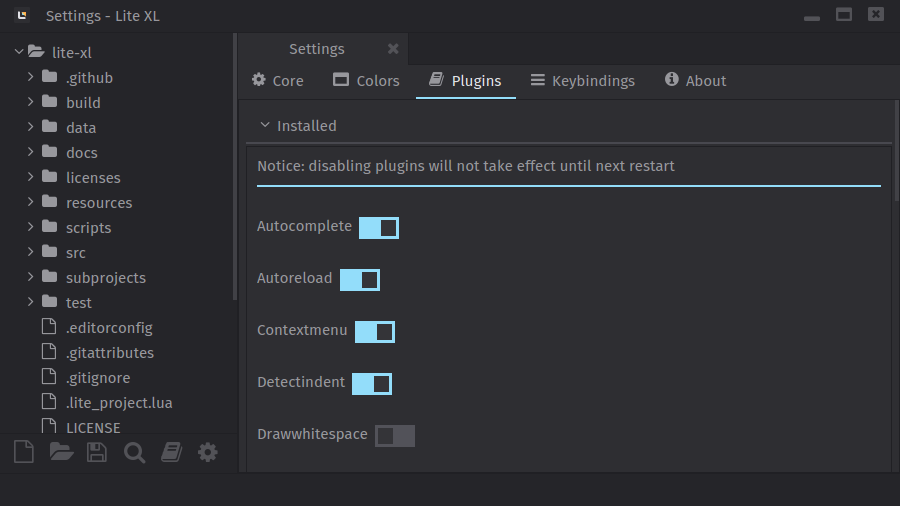 Settings - Lite XL
lite-xl
.github
build
data
docs
licenses
resources
scripts
src
subprojects
test
.editorconfig
.gitattributes
.gitignore
.lite_project.lua
LICENSE
Settings
Core Colors Plugins Keybindings About
Installed
Notice: disabling plugins will not take effect until next restart
Autocomplete
Autoreload
Contextmenu
Detectindent
Drawwhitespace